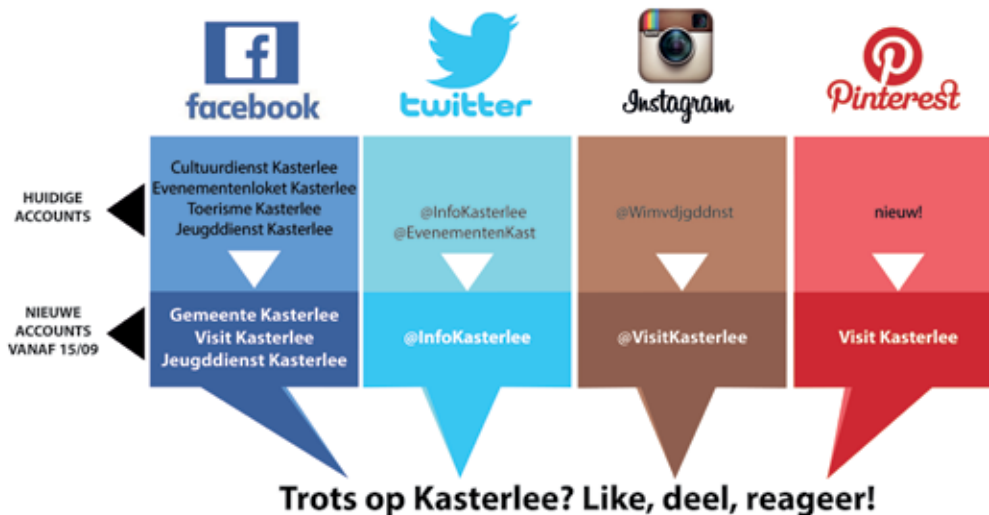 facebook
twitter
Instagram
Pinterest
HUIDIGE
ACCOUNTS
Cultuurdienst Kasterlee
Evenementenloket Kasterlee
Toerisme Kasterlee
Jeugddienst Kasterlee
@InfoKasterlee
@EvenementenKast
@Wimvdjgddnst
nieuw!
NIEUWE
ACCOUNTS
VANAF 15/09
Gemeente Kasterlee
Visit Kasterlee
Jeugddienst Kasterlee
@InfoKasterlee
@VisitKasterlee
Visit Kasterlee
Trots op Kasterlee? Like, deel, reageer!